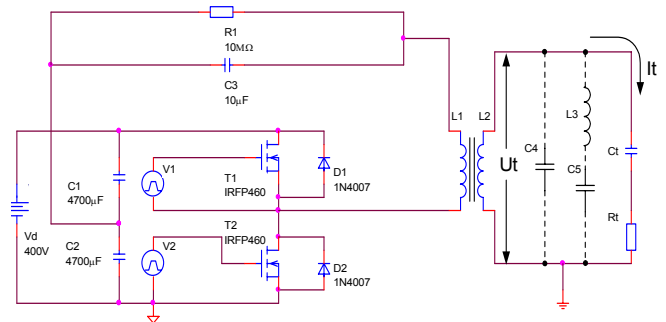 R1
10MΩ
C3
10μF
It
L1
L2
L3
C4
Ut
C5
Ct
Rt
V1
T1
IRFP460
D1
1N4007
C1
4700μF
Vd
400V
C2
4700μF
V2
T2
IRFP460
D2
1N4007